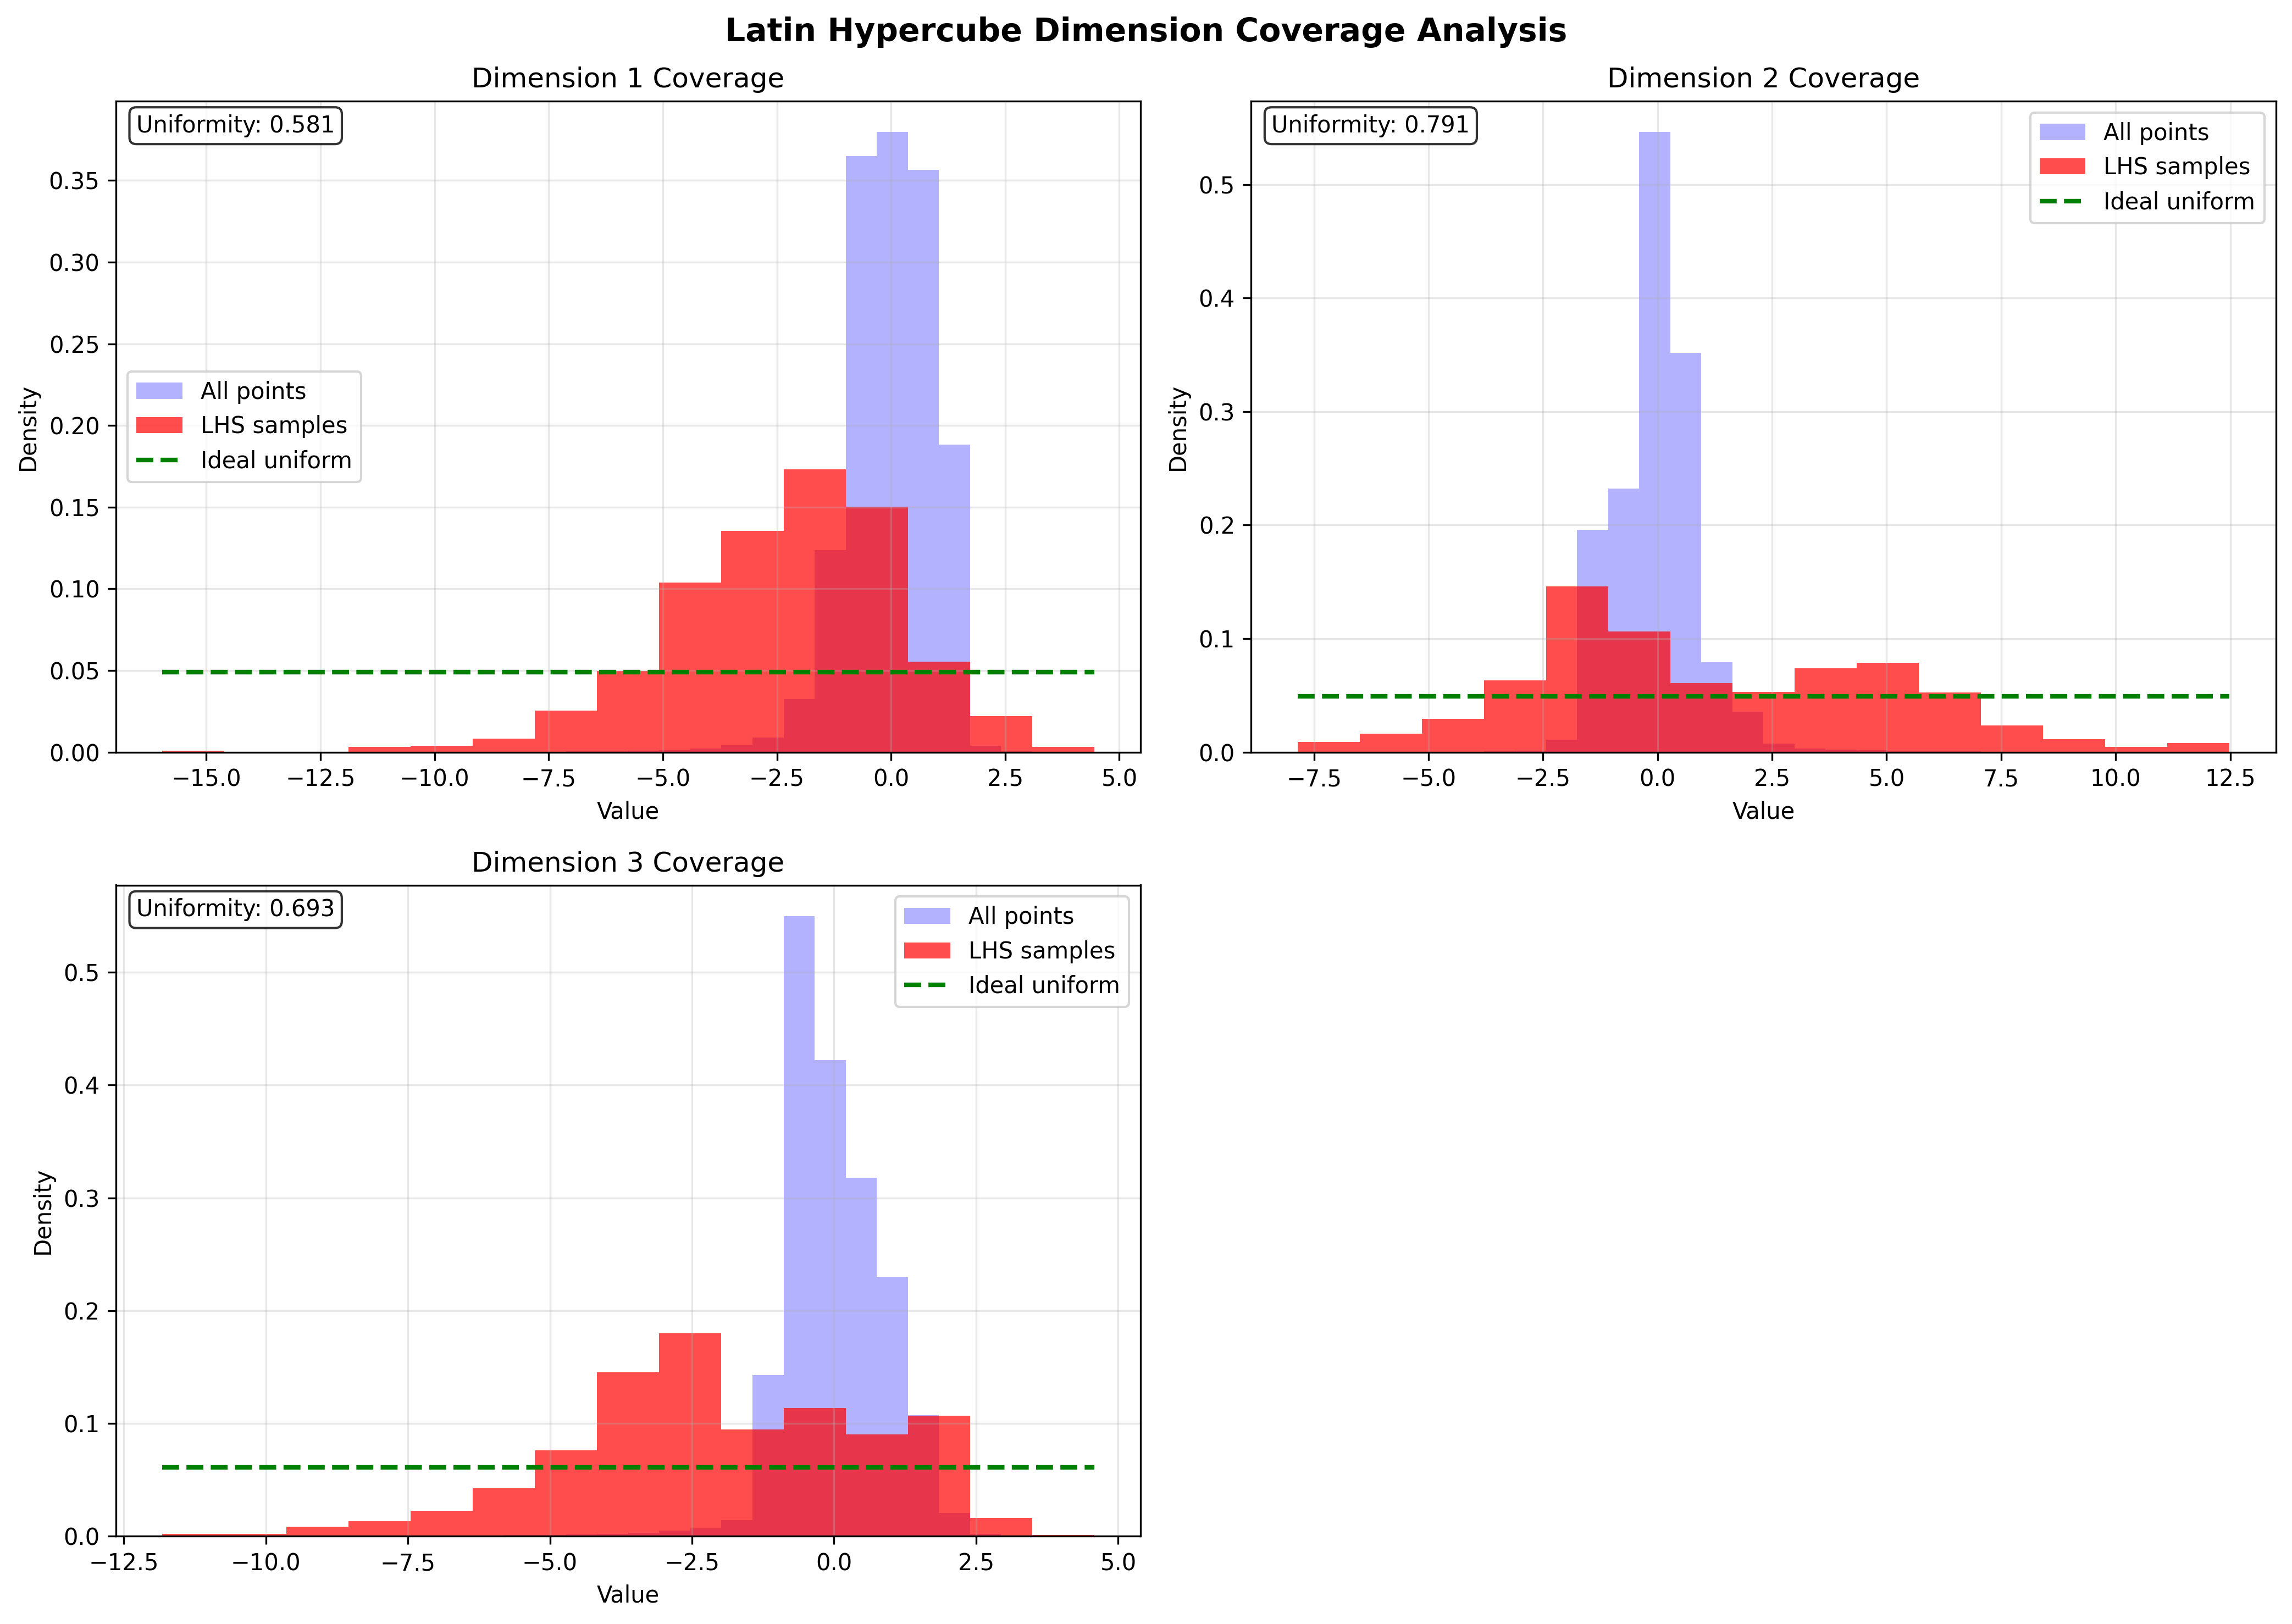 Latin Hypercube Dimension Coverage Analysis
Dimension 1 Coverage
Uniformity: 0.581
0.35
0.30
0.25
0.20
0.15
0.10
0.05
0.00
Density
All points
LHS samples
Ideal uniform
−15.0 −12.5 −10.0 −7.5 −5.0 −2.5 0.0 2.5 5.0
Value
Dimension 2 Coverage
Uniformity: 0.791
All points
LHS samples
Ideal uniform
0.5
0.4
0.3
0.2
0.1
0.0
Density
−7.5 −5.0 −2.5 0.0 2.5 5.0 7.5 10.0 12.5
Value
Dimension 3 Coverage
Uniformity: 0.693
All points
LHS samples
Ideal uniform
0.5
0.4
0.3
0.2
0.1
0.0
Density
−12.5 −10.0 −7.5 −5.0 −2.5 0.0 2.5 5.0
Value